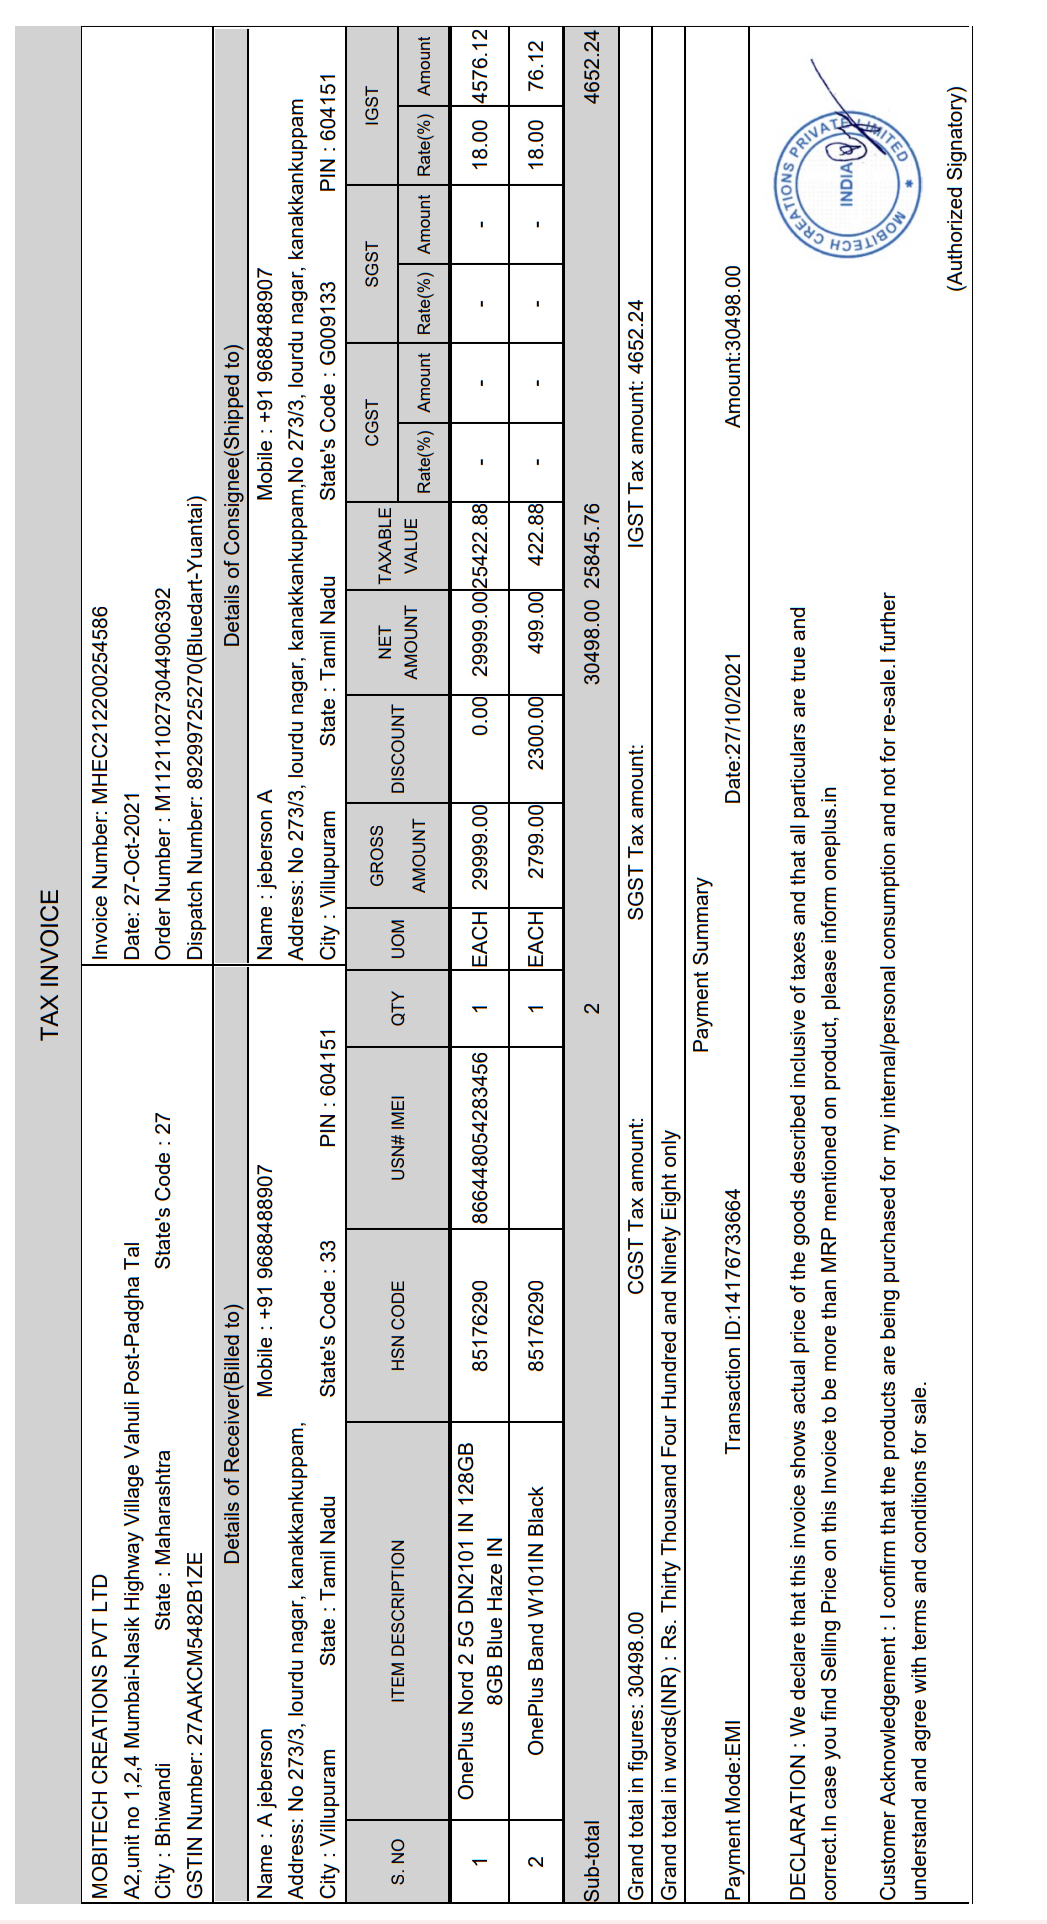 TAX INVOICE
MOBITECH CREATIONS PVT LTD
A2,unit no 1,2,4 Mumbai-Nasik Highway Village Vahuli Post-Padgha Tal
City : Bhiwandi State : Maharashtra State's Code : 27
GSTIN Number: 27AAKCM5482B1ZE
Invoice Number: MHEC212200254586
Date: 27-Oct-2021
Order Number : M112110273044906392
Dispatch Number: 89299725270(Bluedart-Yuantai)
Details of Receiver(Billed to)
Name : A jeberson Mobile : +91 9688488907
Address: No 273/3, lourdu nagar, kanakkankuppam,
City : Villupuram State : Tamil Nadu State's Code : 33 PIN : 604151
Details of Consignee(Shipped to)
Name : jeberson A Mobile : +91 9688488907
Address: No 273/3, lourdu nagar, kanakkankuppam,No 273/3, lourdu nagar, kanakkankuppam
City : Villupuram State : Tamil Nadu State's Code : G009133 PIN : 604151
S. NO ITEM DESCRIPTION HSN CODE USN# IMEI QTY UOM GROSS AMOUNT DISCOUNT NET AMOUNT TAXABLE VALUE CGST SGST IGST
Rate(%) Amount Rate(%) Amount Rate(%) Amount
1 OnePlus Nord 2 5G DN2101 IN 128GB 85176290 866448054283456 1 EACH 29999.00 0.00 29999.00 25422.88 - - - - 18.00 4576.12
8GB Blue Haze IN
2 OnePlus Band W101IN Black 85176290 1 EACH 2799.00 2300.00 499.00 422.88 - - - - 18.00 76.12
Sub-total 2 30498.00 25845.76 4652.24
Grand total in figures: 30498.00 CGST Tax amount: SGST Tax amount: IGST Tax amount: 4652.24
Grand total in words(INR) : Rs. Thirty Thousand Four Hundred and Ninety Eight only
Payment Summary
Payment Mode:EMI Transaction ID:14176733664 Date:27/10/2021 Amount:30498.00
DECLARATION : We declare that this invoice shows actual price of the goods described inclusive of taxes and that all particulars are true and
correct.In case you find Selling Price on this Invoice to be more than MRP mentioned on product, please inform oneplus.in
Customer Acknowledgement : I confirm that the products are being purchased for my internal/personal consumption and not for re-sale.I further
understand and agree with terms and conditions for sale.
MOBITECH CREATIONS PRIVATE LIMITED
INDIA
(Authorized Signatory)